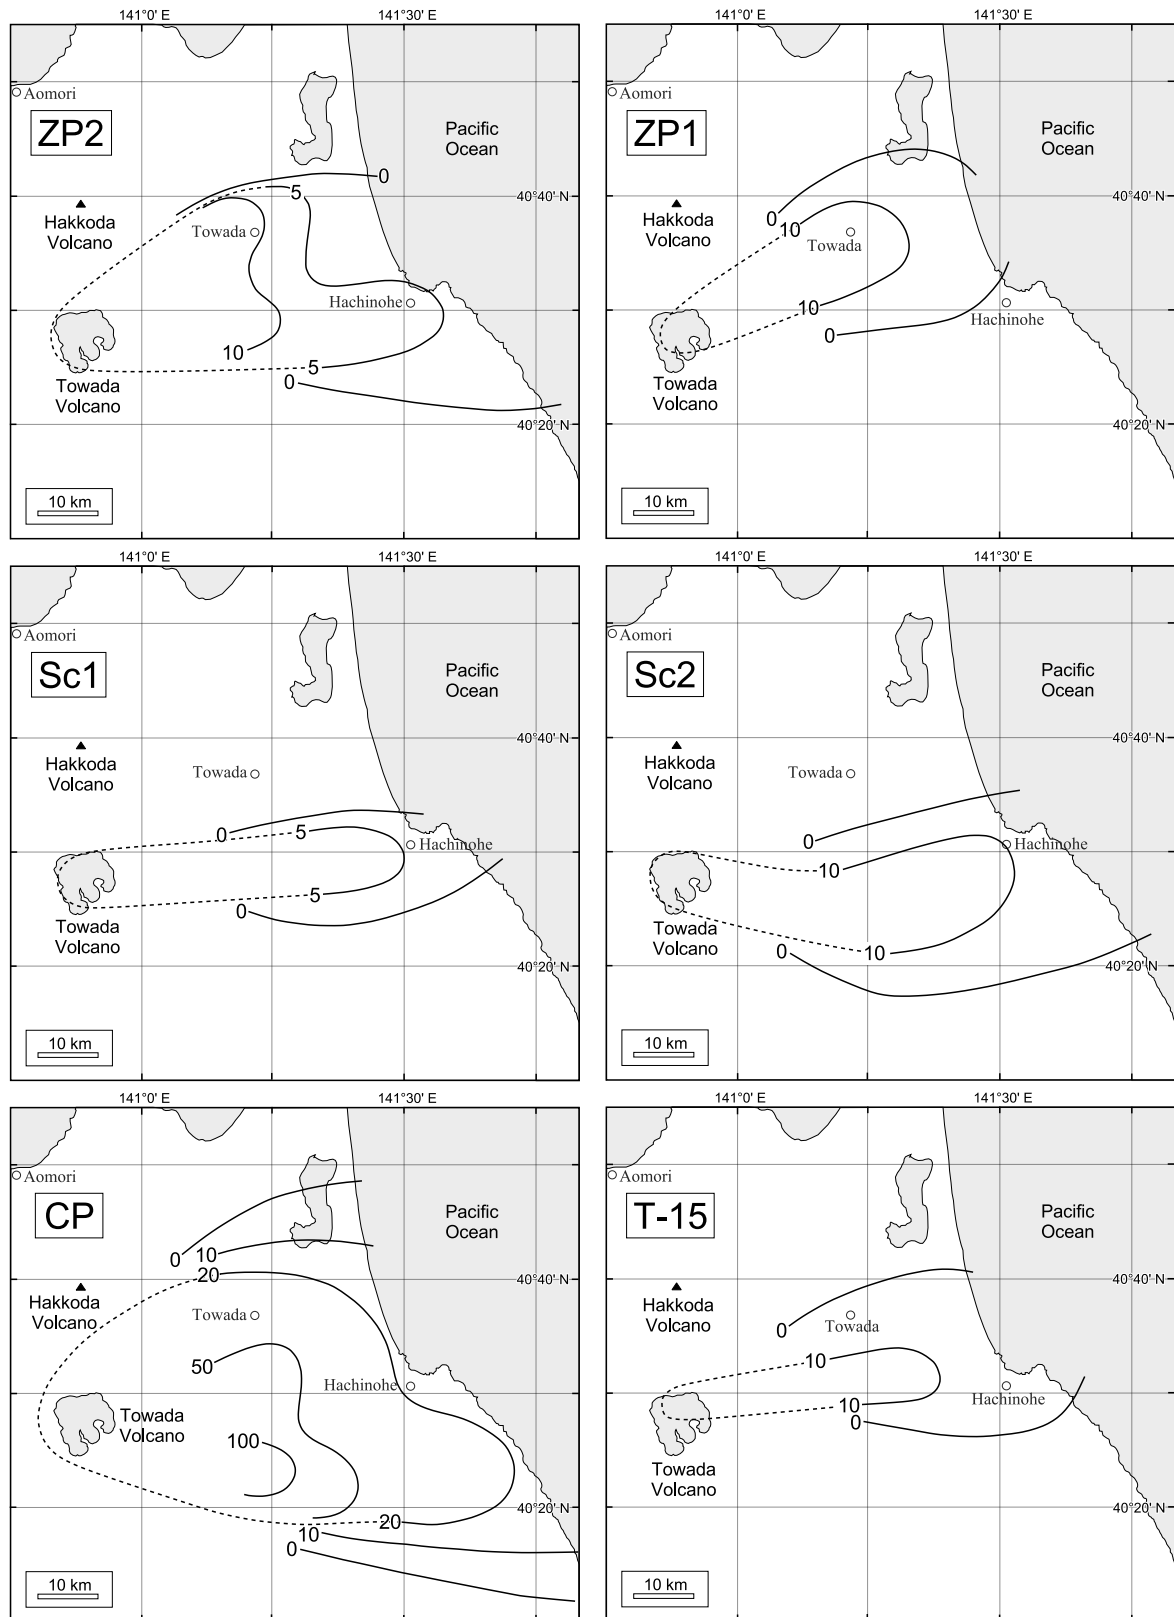 141°0' E
141°30' E
Aomori
ZP2
Pacific
Ocean
0
5
40°40' N
Hakkoda
Volcano
Towada
Hachinohe
10
5
0
Towada
Volcano
40°20' N
10 km
141°0' E
141°30' E
Aomori
ZP1
Pacific
Ocean
40°40' N
Hakkoda
Volcano
0
10
Towada
10
Hachinohe
0
Towada
Volcano
40°20' N
10 km
141°0' E
141°30' E
Aomori
Sc1
Pacific
Ocean
40°40' N
Hakkoda
Volcano
Towada
0
5
Hachinohe
5
0
Towada
Volcano
40°20' N
10 km
141°0' E
141°30' E
Aomori
Sc2
Pacific
Ocean
40°40' N
Hakkoda
Volcano
Towada
0
Hachinohe
10
Towada
Volcano
0
10
40°20' N
10 km
141°0' E
141°30' E
Aomori
CP
Pacific
Ocean
0
10
20
40°40' N
Hakkoda
Volcano
Towada
50
Hachinohe
Towada
Volcano
100
40°20' N
20
10
0
10 km
141°0' E
141°30' E
Aomori
T-15
Pacific
Ocean
40°40' N
Hakkoda
Volcano
0
Towada
10
Hachinohe
10
0
Towada
Volcano
40°20' N
10 km